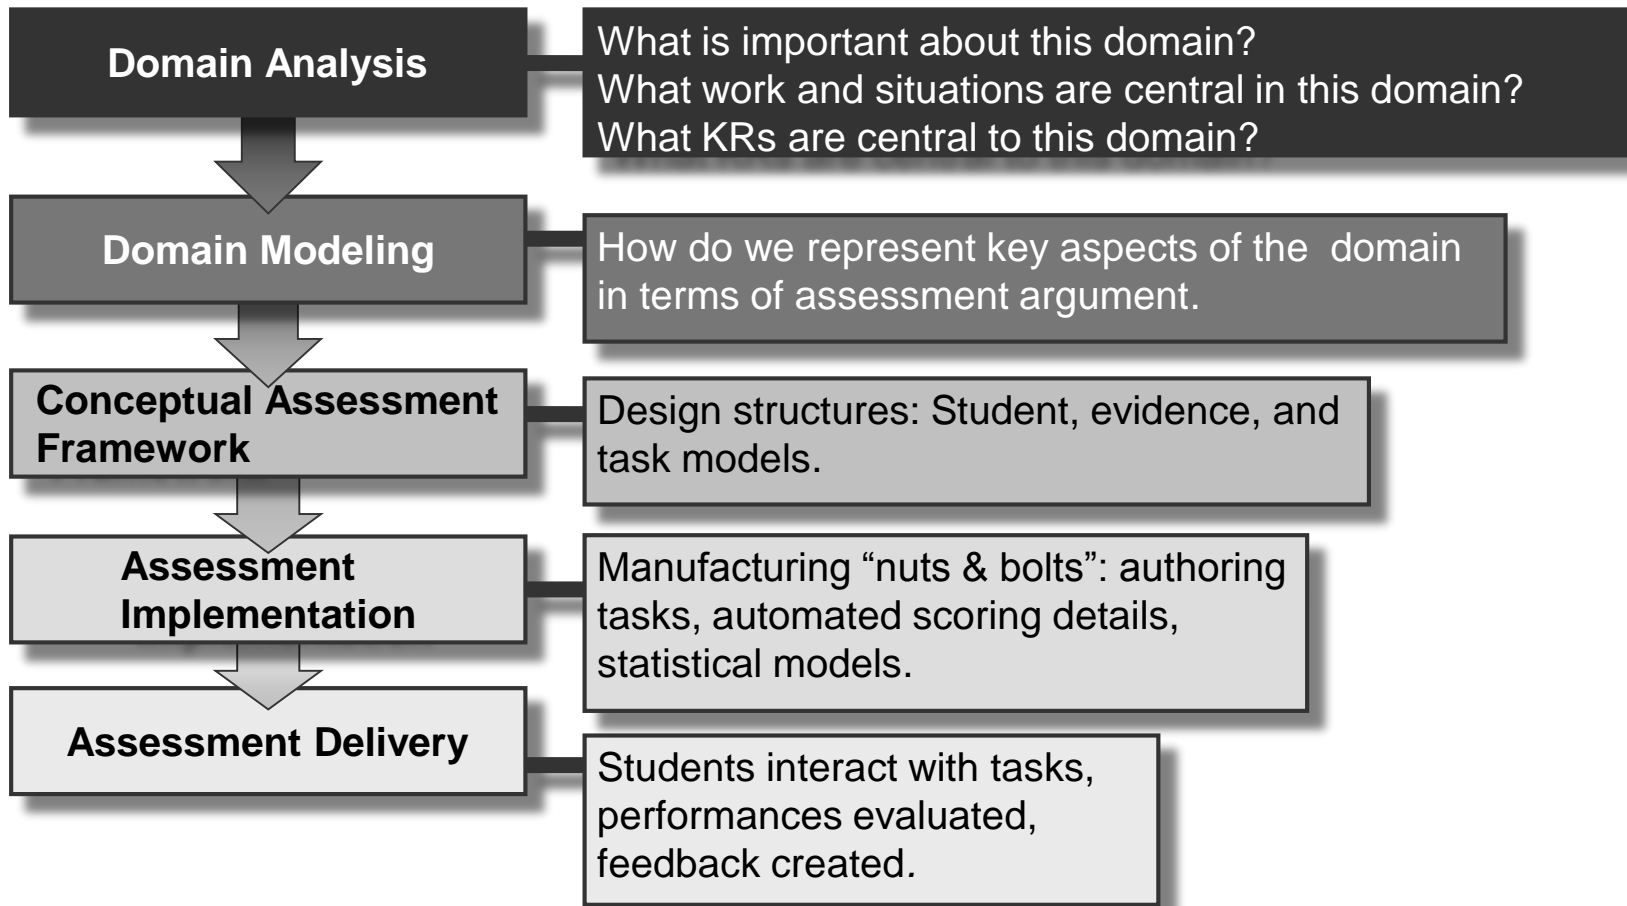 Domain Analysis
What is important about this domain?
What work and situations are central in this domain?
What KRs are central to this domain?
Domain Modeling
How do we represent key aspects of the  domain
in terms of assessment argument.
Conceptual Assessment
Framework
Design structures: Student, evidence, and
task models.
Assessment
Implementation
Manufacturing “nuts & bolts”: authoring
tasks, automated scoring details,
statistical models.
Assessment Delivery
Students interact with tasks,
performances evaluated,
feedback created.